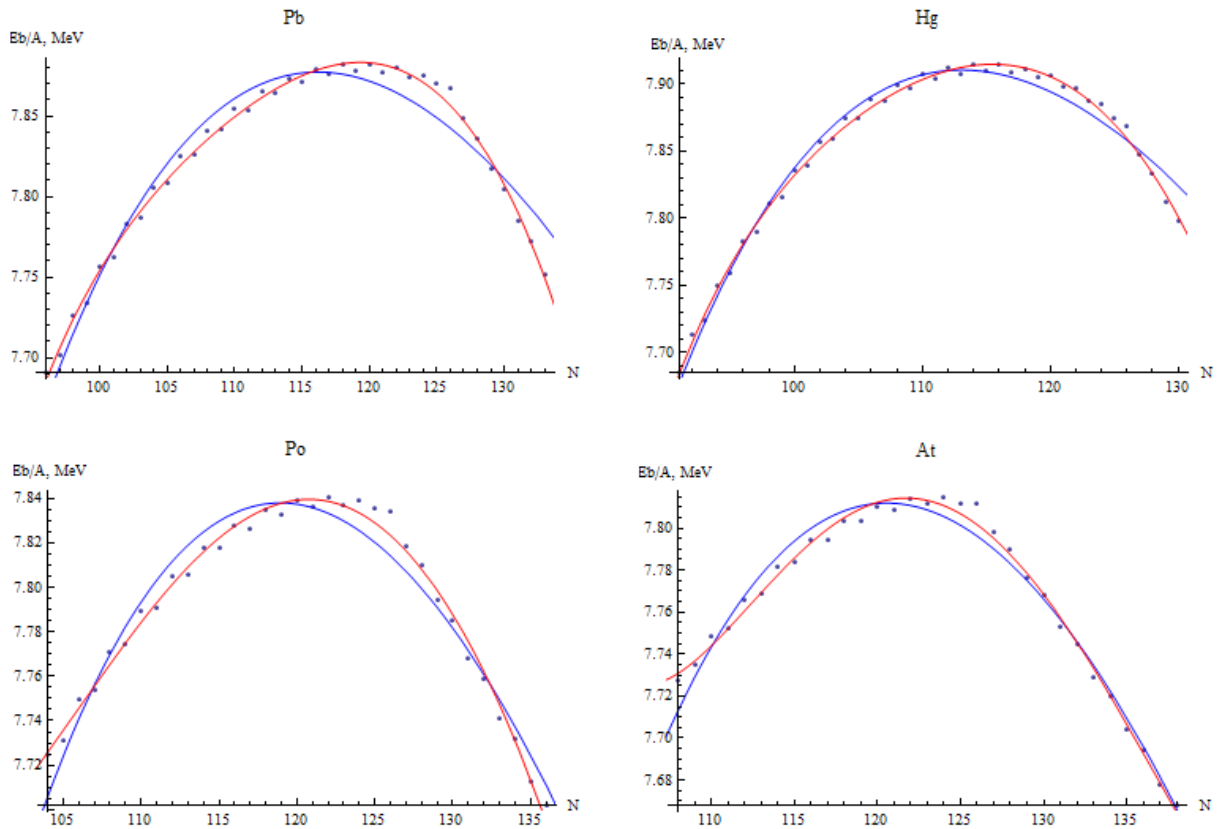 Pb
Eb/A, MeV
7.85
7.80
7.75
7.70
100 105 110 115 120 125 130 N
Hg
Eb/A, MeV
7.90
7.85
7.80
7.75
7.70
100 110 120 130 N
Po
Eb/A, MeV
7.84
7.82
7.80
7.78
7.76
7.74
7.72
105 110 115 120 125 130 135 N
At
Eb/A, MeV
7.80
7.78
7.76
7.74
7.72
7.70
7.68
110 115 120 125 130 135 N